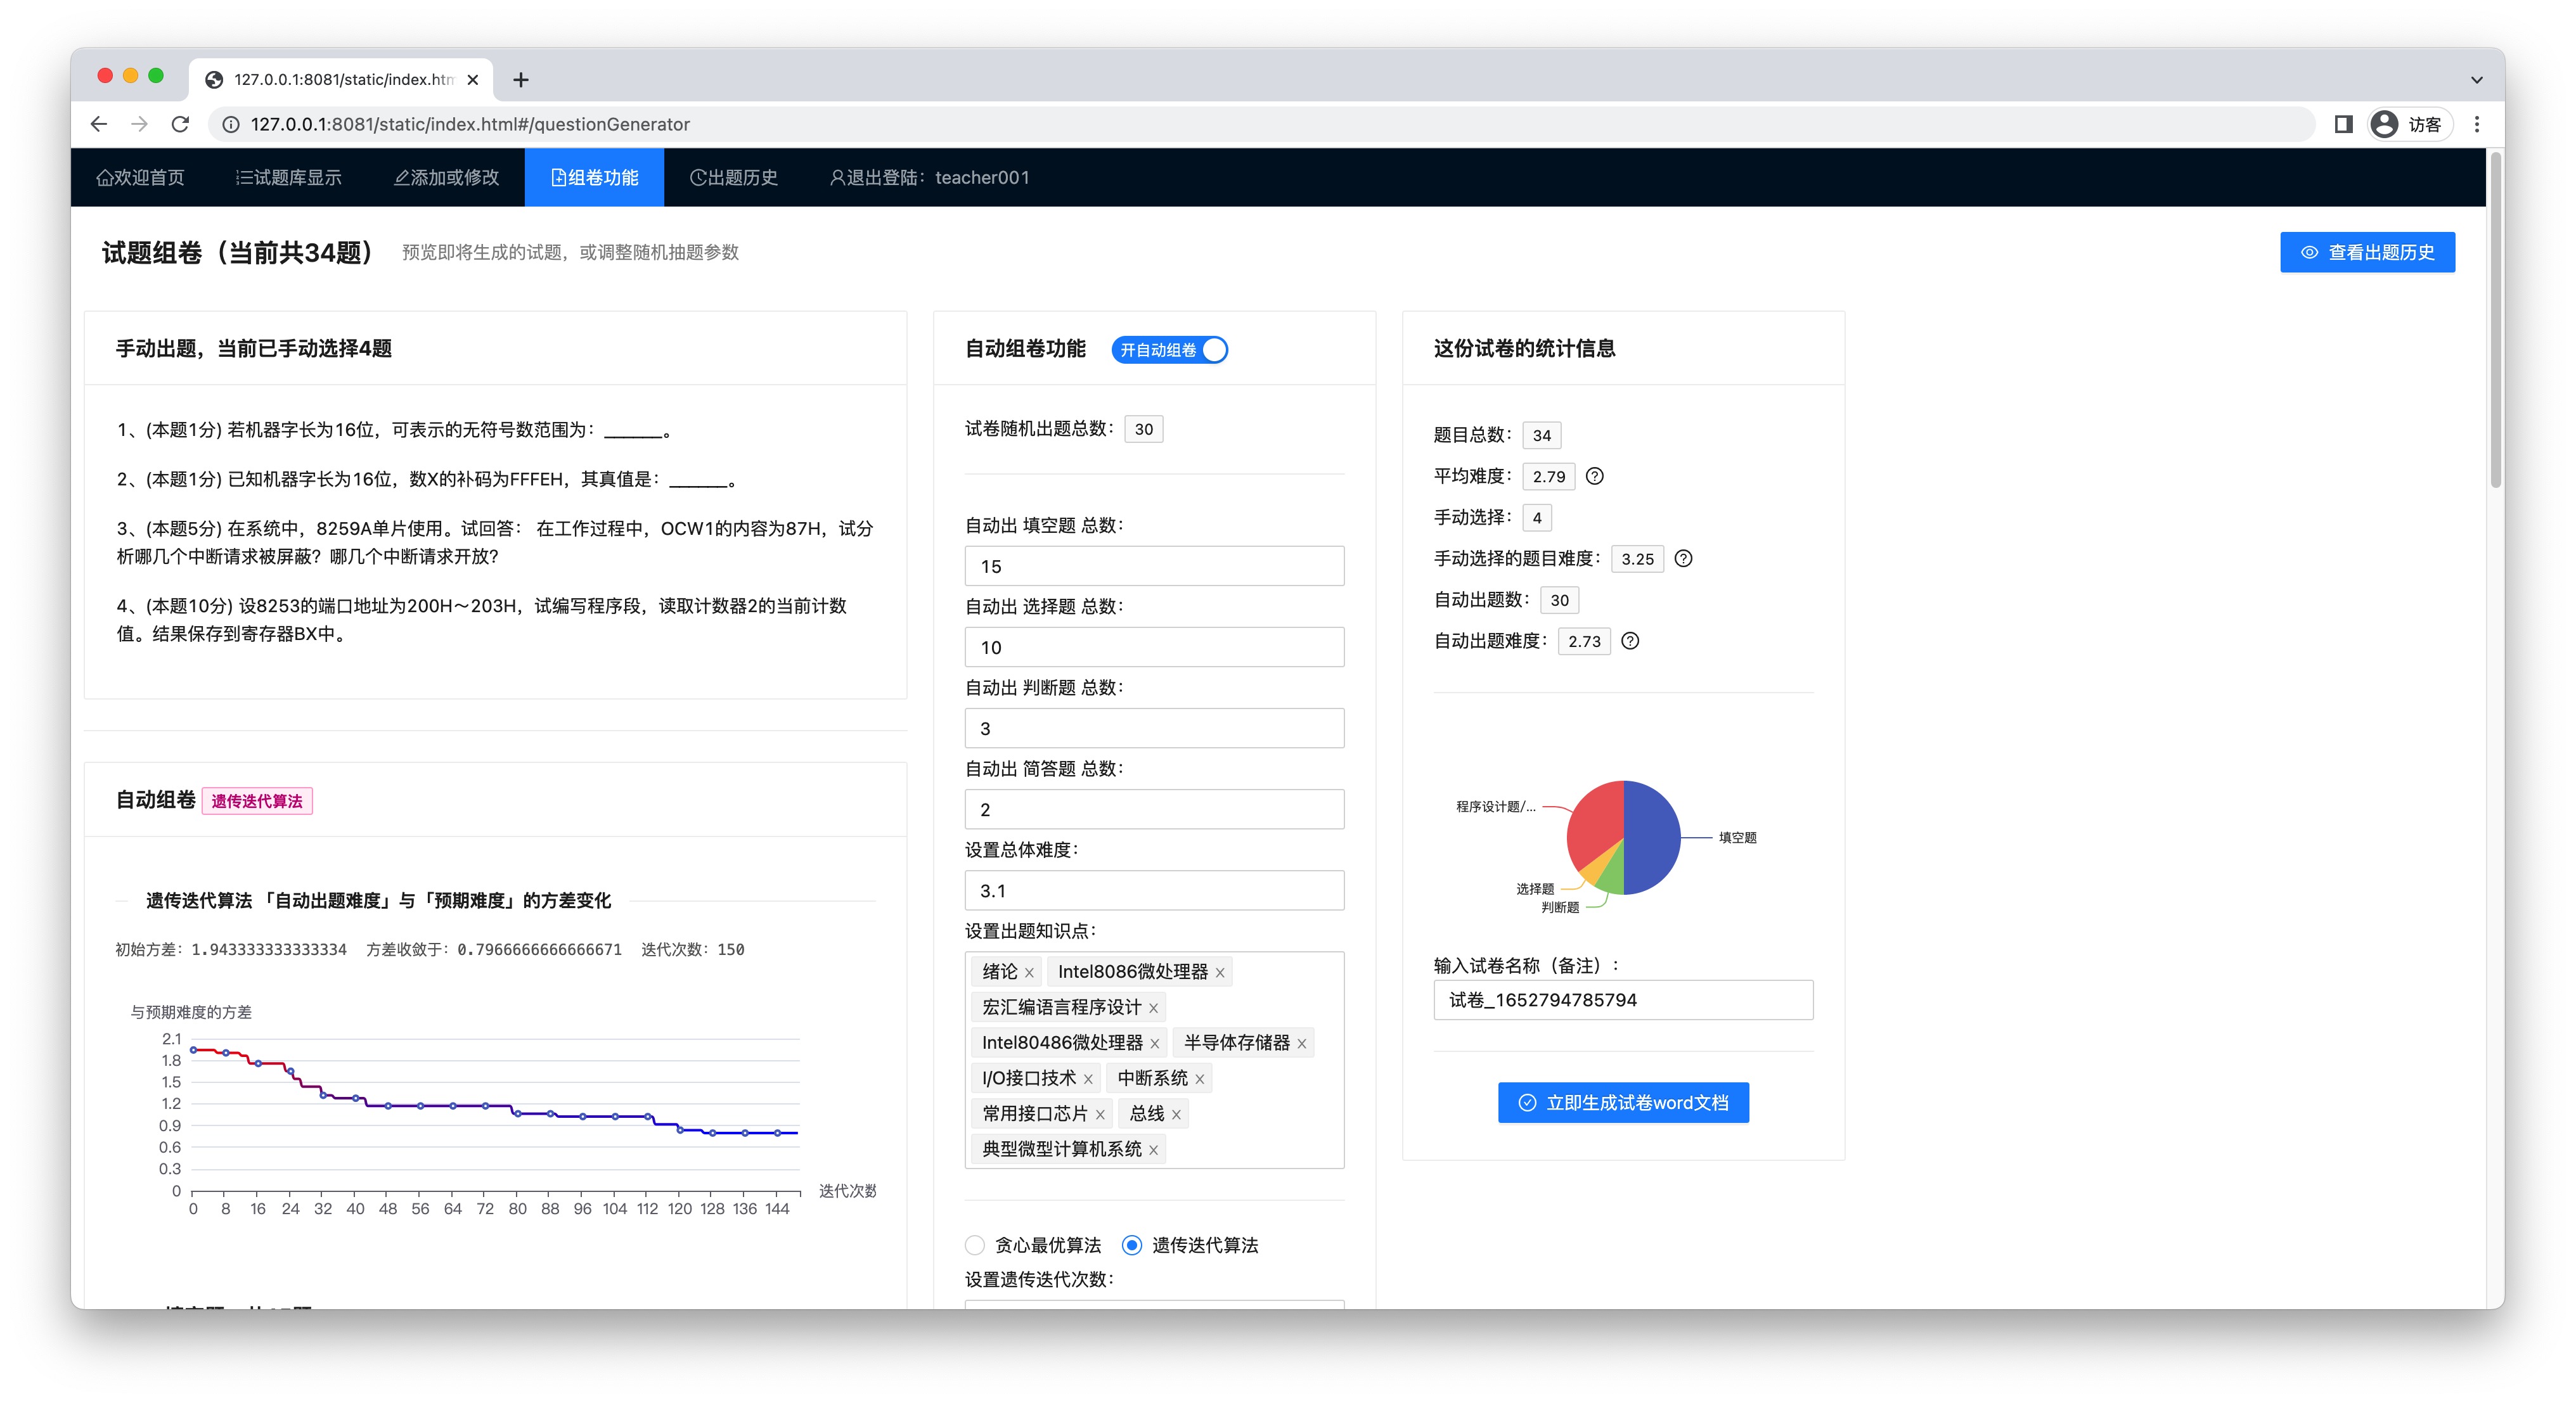 127.0.0.1:8081/static/index.htm
127.0.0.1:8081/static/index.html#/questionGenerator
访客
欢迎首页
试题库显示
添加或修改
组卷功能
出题历史
退出登陆：teacher001
试题组卷（当前共34题）
预览即将生成的试题，或调整随机抽题参数
查看出题历史
手动出题，当前已手动选择4题
1、(本题1分) 若机器字长为16位，可表示的无符号数范围为：______。
2、(本题1分) 已知机器字长为16位，数X的补码为FFFEH，其真值是：______。
3、(本题5分) 在系统中，8259A单片使用。试回答： 在工作过程中，OCW1的内容为87H，试分
析哪几个中断请求被屏蔽？哪几个中断请求开放？
4、(本题10分) 设8253的端口地址为200H～203H，试编写程序段，读取计数器2的当前计数
值。结果保存到寄存器BX中。
自动组卷 遗传迭代算法
遗传迭代算法 「自动出题难度」与「预期难度」的方差变化
初始方差：1.943333333333334 方差收敛于：0.7966666666666671 迭代次数：150
与预期难度的方差
2.1
1.8
1.5
1.2
0.9
0.6
0.3
0
迭代次数
0 8 16 24 32 40 48 56 64 72 80 88 96 104 112 120 128 136 144
自动组卷功能 开自动组卷
试卷随机出题总数： 30
自动出 填空题 总数：
15
自动出 选择题 总数：
10
自动出 判断题 总数：
3
自动出 简答题 总数：
2
设置总体难度：
3.1
设置出题知识点：
绪论 Intel8086微处理器
宏汇编语言程序设计
Intel80486微处理器 半导体存储器
I/O接口技术 中断系统
常用接口芯片 总线
典型微型计算机系统
贪心最优算法 遗传迭代算法
设置遗传迭代次数：
这份试卷的统计信息
题目总数： 34
平均难度： 2.79
手动选择： 4
手动选择的题目难度： 3.25
自动出题数： 30
自动出题难度： 2.73
程序设计题/...
填空题
选择题
判断题
输入试卷名称（备注）：
试卷_1652794785794
立即生成试卷word文档